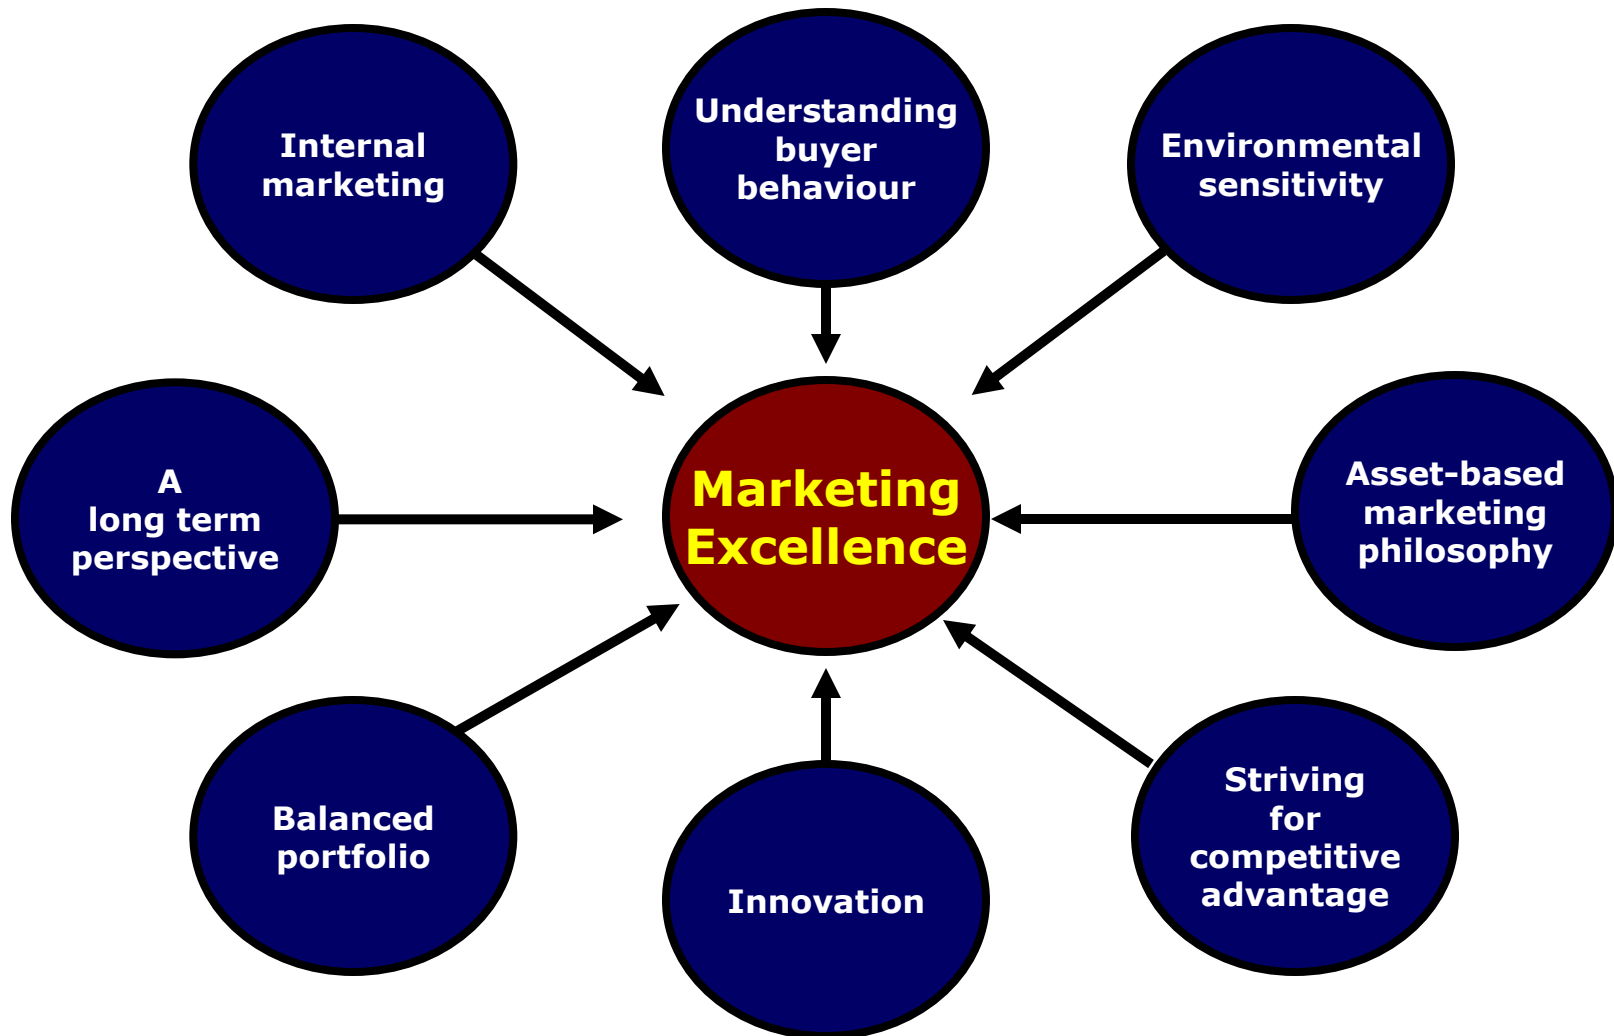 Internal
marketing
Understanding
buyer
behaviour
Environmental
sensitivity
A
long term
perspective
Marketing
Excellence
Asset-based
marketing
philosophy
Balanced
portfolio
Innovation
Striving
for
competitive
advantage